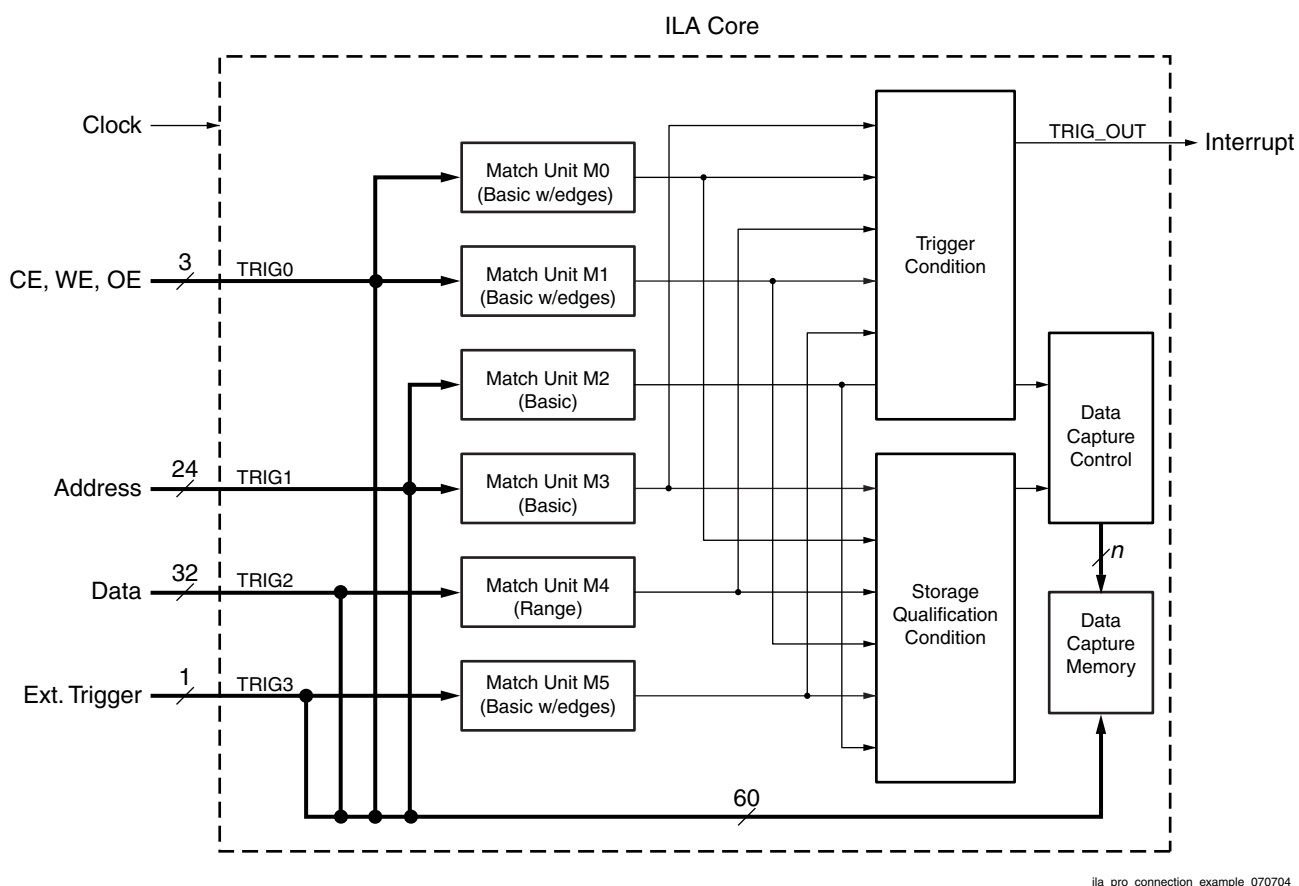 ILA Core
Clock
TRIG_OUT
Interrupt
Match Unit M0
(Basic w/edges)
Trigger
Condition
CE, WE, OE
3
TRIG0
Match Unit M1
(Basic w/edges)
Match Unit M2
(Basic)
Data
Capture
Control
Address
24
TRIG1
Match Unit M3
(Basic)
n
Data
32
TRIG2
Match Unit M4
(Range)
Storage
Qualification
Condition
Data
Capture
Memory
Ext. Trigger
1
TRIG3
Match Unit M5
(Basic w/edges)
60
ila_pro_connection_example_070704